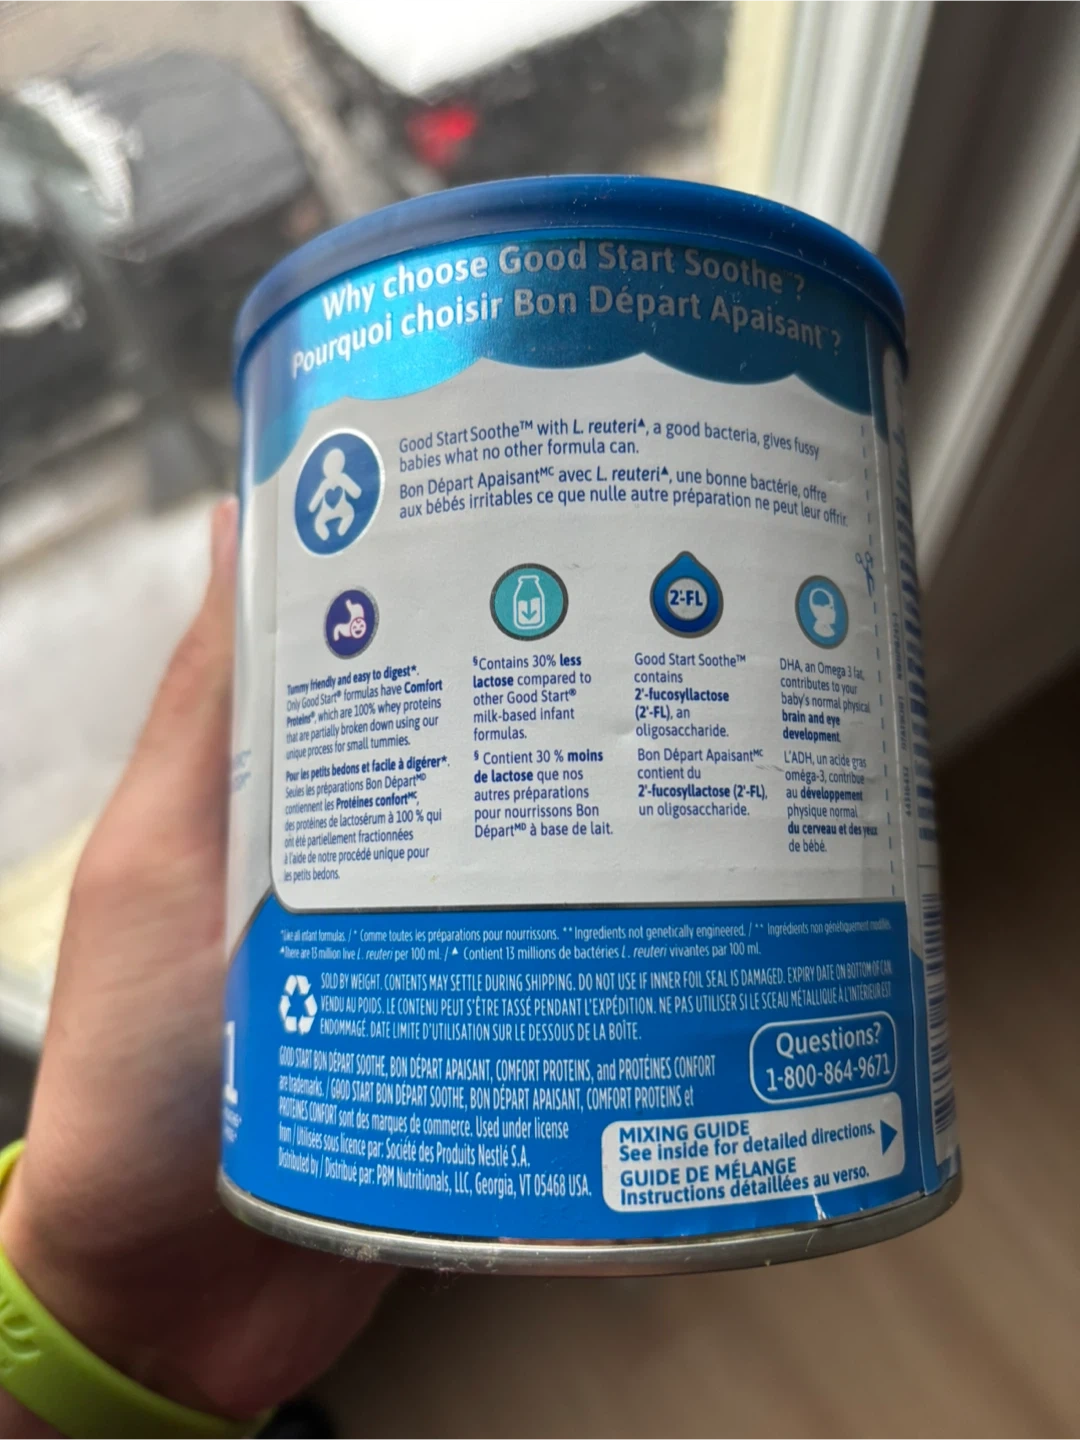 Why choose Good Start Soothe™?
Pourquoi choisir Bon Départ Apaisant™?
Good Start Soothe™ with L. reuteri▲, a good bacteria, gives fussy
babies what no other formula can.
Bon Départ Apaisantᴹᶜ avec L. reuteri▲, une bonne bactérie, offre
aux bébés irritables ce que nulle autre préparation ne peut leur offrir.
Tummy friendly and easy to digest*.
Only Good Start® formulas have Comfort
Proteins®, which are 100% whey proteins
that are partially broken down using our
unique process for small tummies.
Pour les petits bedons et facile à digérer*.
Seules les préparations Bon Départᴹᴰ
contiennent les Protéines confortᴹᶜ,
des protéines de lactosérum à 100 % qui
ont été partiellement fractionnées
à l'aide de notre procédé unique pour
les petits bedons.
§Contains 30% less
lactose compared to
other Good Start®
milk-based infant
formulas.
§ Contient 30 % moins
de lactose que nos
autres préparations
pour nourrissons Bon
Départᴹᴰ à base de lait.
2'-FL
Good Start Soothe™
contains
2'-fucosyllactose
(2'-FL), an
oligosaccharide.
Bon Départ Apaisantᴹᶜ
contient du
2'-fucosyllactose (2'-FL),
un oligosaccharide.
DHA, an Omega 3 fat,
contributes to your
baby's normal physical
brain and eye
development.
L'ADH, un acide gras
oméga-3, contribue
au développement
physique normal
du cerveau et des yeux
de bébé.
*Like all infant formulas. / * Comme toutes les préparations pour nourrissons. ** Ingredients not genetically engineered. / ** Ingrédients non génétiquement modifiés.
▲There are 13 million live L. reuteri per 100 ml. / ▲ Contient 13 millions de bactéries L. reuteri vivantes par 100 ml.
SOLD BY WEIGHT. CONTENTS MAY SETTLE DURING SHIPPING. DO NOT USE IF INNER FOIL SEAL IS DAMAGED. EXPIRY DATE ON BOTTOM OF CAN.
VENDU AU POIDS. LE CONTENU PEUT S'ÊTRE TASSÉ PENDANT L'EXPÉDITION. NE PAS UTILISER SI LE SCEAU MÉTALLIQUE À L'INTÉRIEUR EST
ENDOMMAGÉ. DATE LIMITE D'UTILISATION SUR LE DESSOUS DE LA BOÎTE.
GOOD START BON DÉPART SOOTHE, BON DÉPART APAISANT, COMFORT PROTEINS, and PROTÉINES CONFORT
are trademarks. / GOOD START BON DÉPART SOOTHE, BON DÉPART APAISANT, COMFORT PROTEINS et
PROTÉINES CONFORT sont des marques de commerce. Used under license
from / Utilisées sous licence par: Société des Produits Nestlé S.A.
Distributed by / Distribué par: PBM Nutritionals, LLC, Georgia, VT 05468 USA.
Questions?
1-800-864-9671
MIXING GUIDE
See inside for detailed directions.
GUIDE DE MÉLANGE
Instructions détaillées au verso.
1